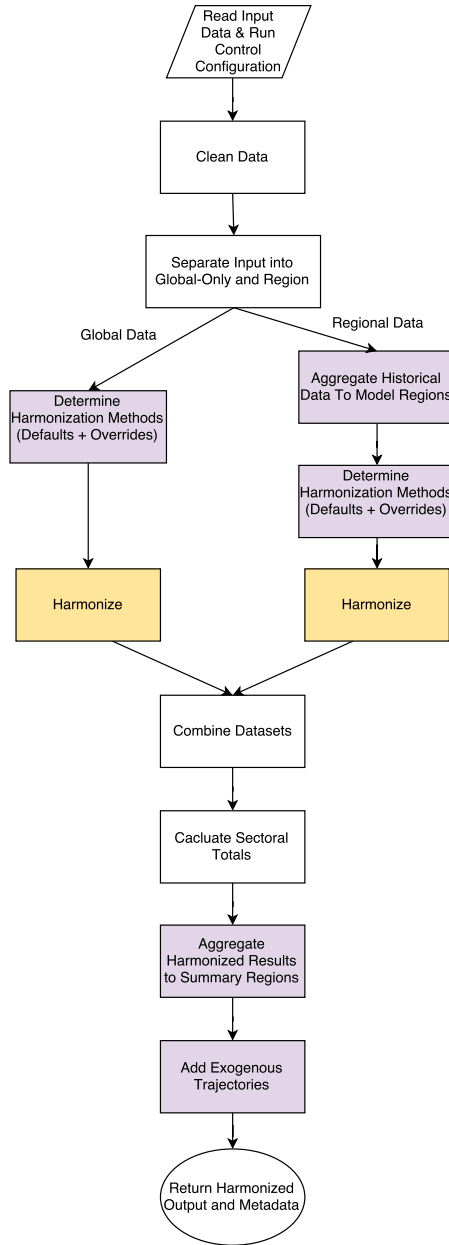 Read Input
Data & Run
Control
Configuration
Clean Data
Separate Input into
Global-Only and Region
Global Data
Regional Data
Determine
Harmonization Methods
(Defaults + Overrides)
Aggregate Historical
Data To Model Regions
Determine
Harmonization Methods
(Defaults + Overrides)
Harmonize
Harmonize
Combine Datasets
Cacluate Sectoral
Totals
Aggregate
Harmonized Results
to Summary Regions
Add Exogenous
Trajectories
Return Harmonized
Output and Metadata